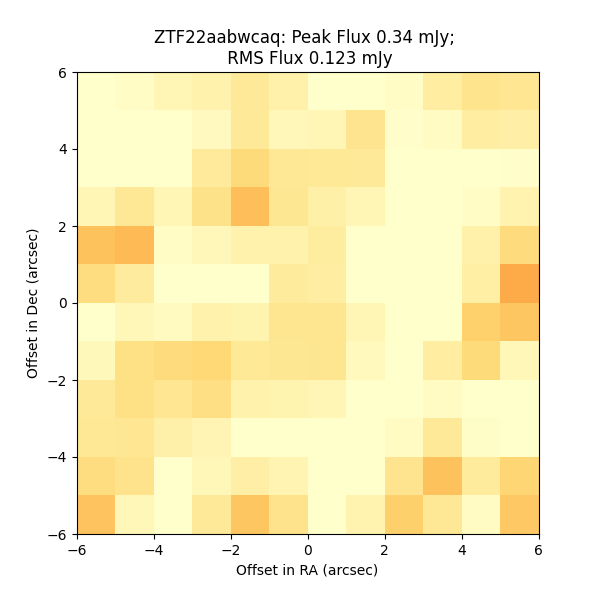 ZTF22aabwcaq: Peak Flux 0.34 mJy;
RMS Flux 0.123 mJy
6
4
2
0
−2
−4
−6
Offset in Dec (arcsec)
−6 −4 −2 0 2 4 6
Offset in RA (arcsec)